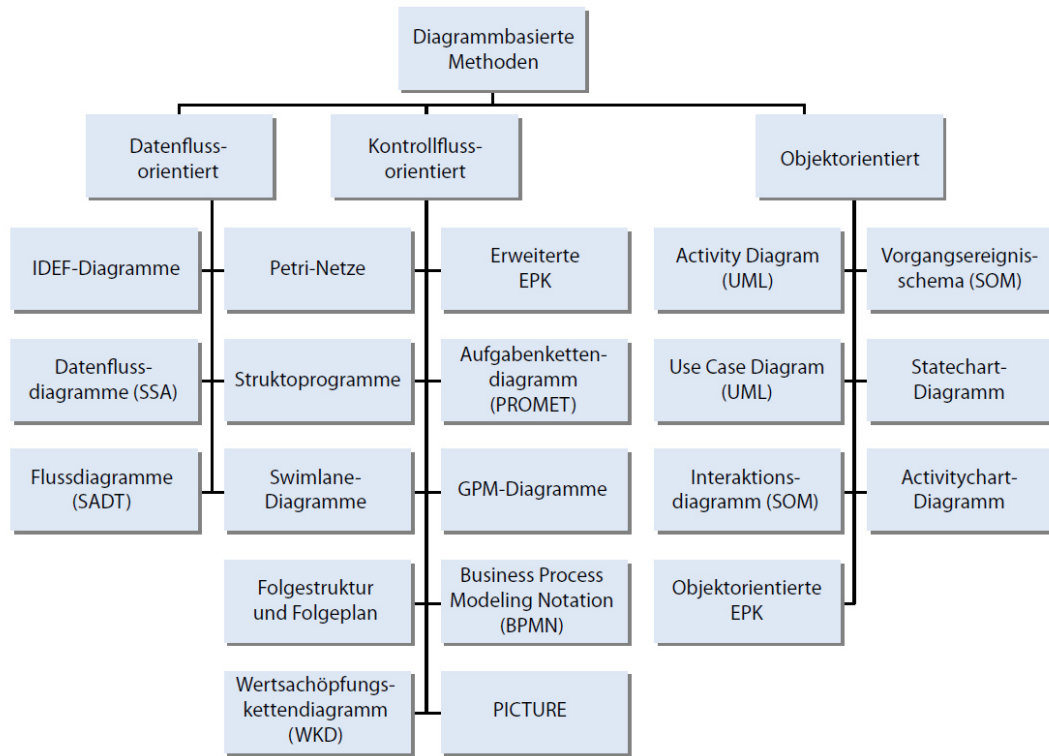 Diagrammbasierte
Methoden
Datenfluss-
orientiert
Kontrollfluss-
orientiert
Objektorientiert
IDEF-Diagramme
Petri-Netze
Erweiterte
EPK
Activity Diagram
(UML)
Vorgangsereignis-
schema (SOM)
Datenfluss-
diagramme (SSA)
Struktoprogramme
Aufgabenketten-
diagramm
(PROMET)
Use Case Diagram
(UML)
Statechart-
Diagramm
Flussdiagramme
(SADT)
Swimlane-
Diagramme
GPM-Diagramme
Interaktions-
diagramm (SOM)
Activitychart-
Diagramm
Folgestruktur
und Folgeplan
Business Process
Modeling Notation
(BPMN)
Objektorientierte
EPK
Wertsachöpfungs-
kettendiagramm
(WKD)
PICTURE